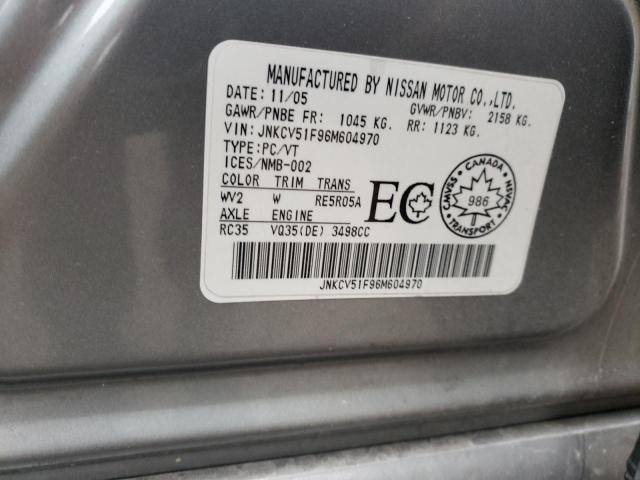 MANUFACTURED BY NISSAN MOTOR CO.,LTD.
DATE: 11/05 GVWR/PNBV: 2158 KG.
GAWR/PNBE FR: 1045 KG. RR: 1123 KG.
VIN: JNKCV51F96M604970
TYPE: PC/VT
ICES/NMB-002
COLOR TRIM TRANS
WV2 W RE5R05A
AXLE ENGINE
RC35 VQ35(DE) 3498CC
EC
CANADA
CMVSS NSVAC
986
JNKCV51F96M604970